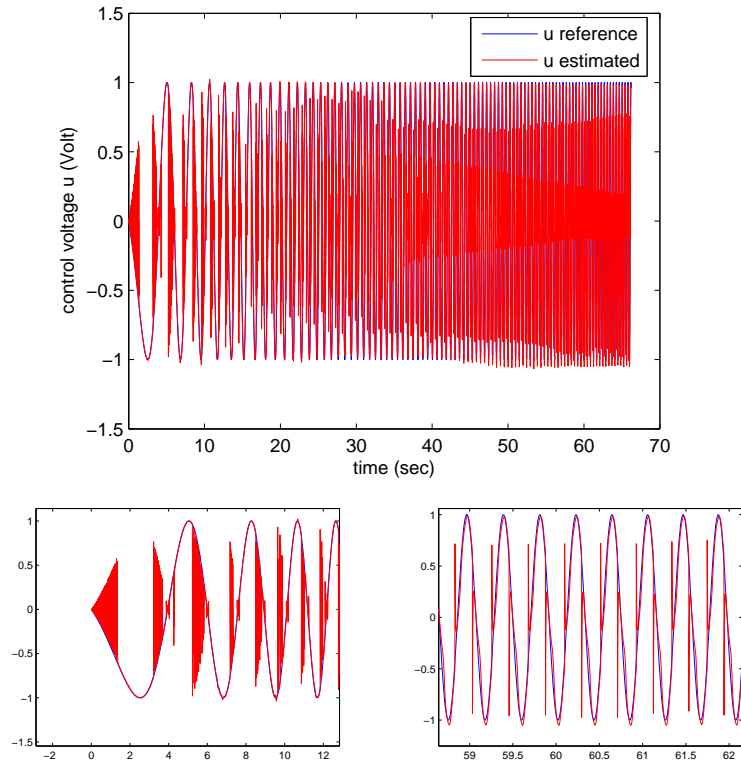 1.5
1
0.5
0
−0.5
−1
−1.5
control voltage u (Volt)
u reference
u estimated
0 10 20 30 40 50 60 70
time (sec)
1
0.5
0
−0.5
−1
−1.5
−2 0 2 4 6 8 10 12
1
0.5
0
−0.5
−1
59 59.5 60 60.5 61 61.5 62